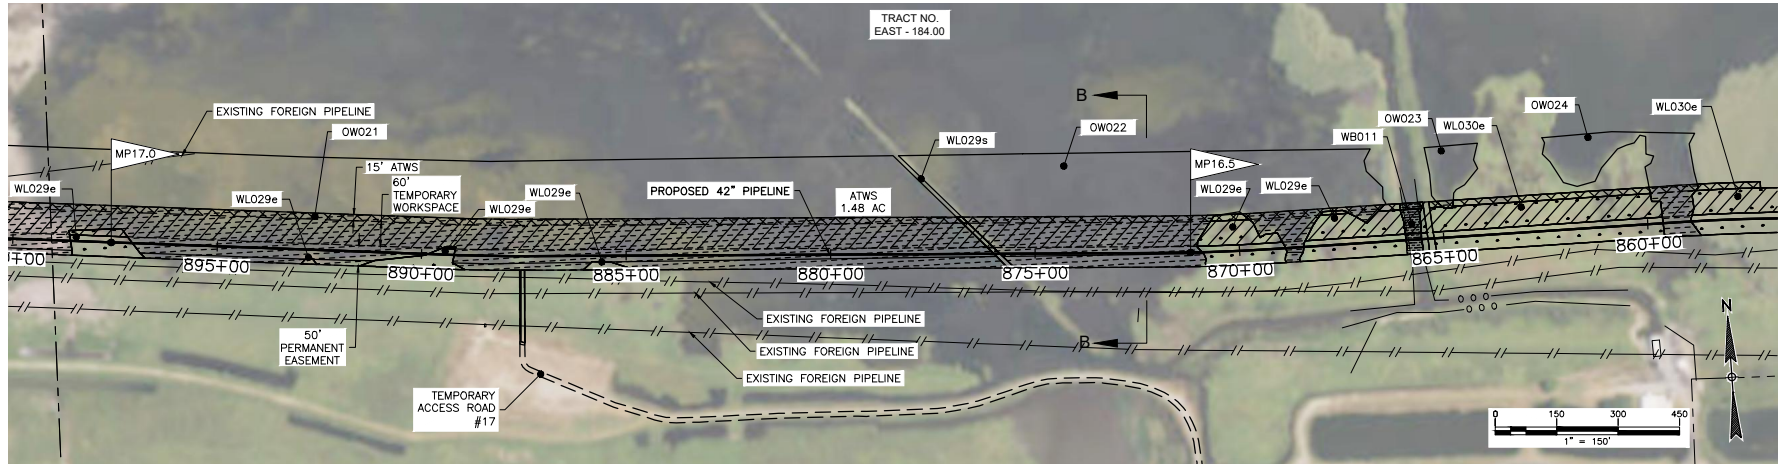 TRACT NO.
EAST - 184.00
EXISTING FOREIGN PIPELINE
OW021
MP17.0
15' ATWS
60'
TEMPORARY
WORKSPACE
WL029e
WL029e
WL029e
PROPOSED 42" PIPELINE
ATWS
1.48 AC
WL029s
B
OW022
MP16.5
WL029e
WL029e
WB011
OW023
WL030e
OW024
WL030e
895+00
890+00
885+00
880+00
875+00
870+00
865+00
860+00
50'
PERMANENT
EASEMENT
EXISTING FOREIGN PIPELINE
EXISTING FOREIGN PIPELINE
EXISTING FOREIGN PIPELINE
B
TEMPORARY
ACCESS ROAD
#17
WL029e
N
0 150 300 450
1" = 150'